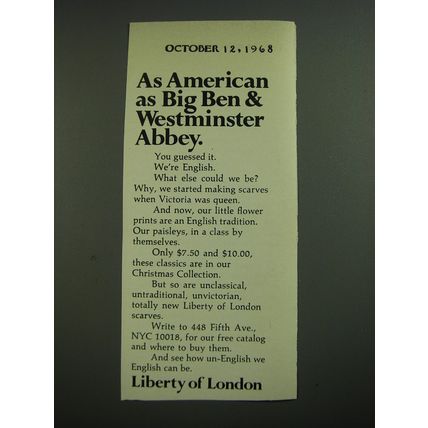 OCTOBER 12, 1968
As American
as Big Ben &
Westminster
Abbey.
You guessed it.
We're English.
What else could we be?
Why, we started making scarves
when Victoria was queen.
And now, our little flower
prints are an English tradition.
Our paisleys, in a class by
themselves.
Only $7.50 and $10.00,
these classics are in our
Christmas Collection.
But so are unclassical,
untraditional, unvictorian,
totally new Liberty of London
scarves.
Write to 448 Fifth Ave.,
NYC 10018, for our free catalog
and where to buy them.
And see how un-English we
English can be.
Liberty of London